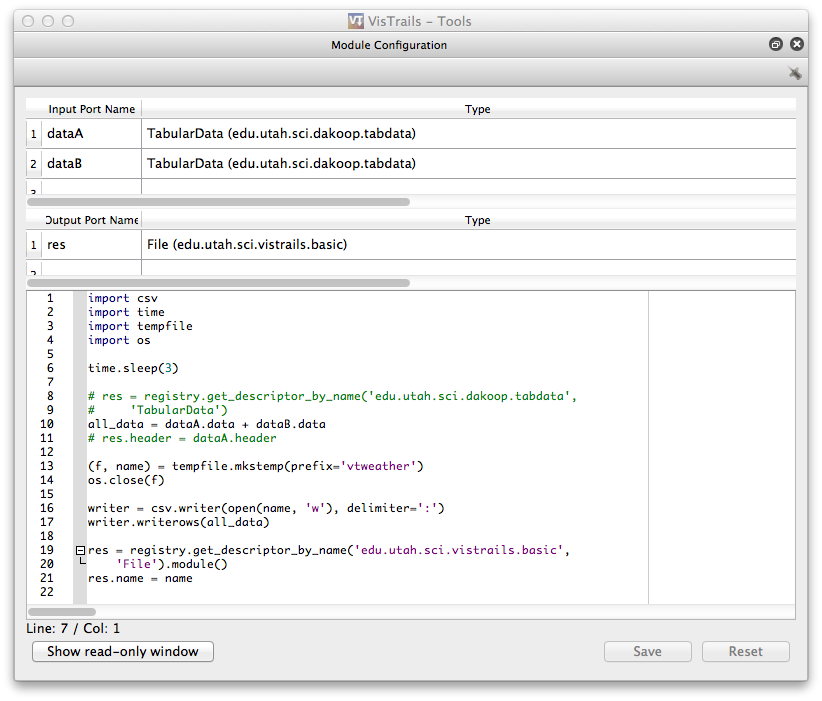 VT VisTrails – Tools
Module Configuration
Input Port Name Type
1 dataA TabularData (edu.utah.sci.dakoop.tabdata)
2 dataB TabularData (edu.utah.sci.dakoop.tabdata)
Output Port Name Type
1 res File (edu.utah.sci.vistrails.basic)
1 import csv
2 import time
3 import tempfile
4 import os
5
6 time.sleep(3)
7
8 # res = registry.get_descriptor_by_name('edu.utah.sci.dakoop.tabdata',
9 #     'TabularData')
10 all_data = dataA.data + dataB.data
11 # res.header = dataA.header
12
13 (f, name) = tempfile.mkstemp(prefix='vtweather')
14 os.close(f)
15
16 writer = csv.writer(open(name, 'w'), delimiter=':')
17 writer.writerows(all_data)
18
19 res = registry.get_descriptor_by_name('edu.utah.sci.vistrails.basic',
20     'File').module()
21 res.name = name
22
Line: 7 / Col: 1
Show read-only window Save Reset